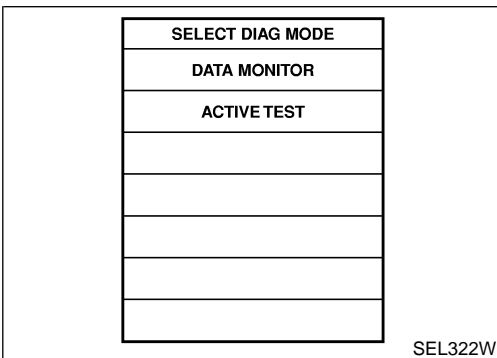 SELECT DIAG MODE
DATA MONITOR
ACTIVE TEST
SEL322W